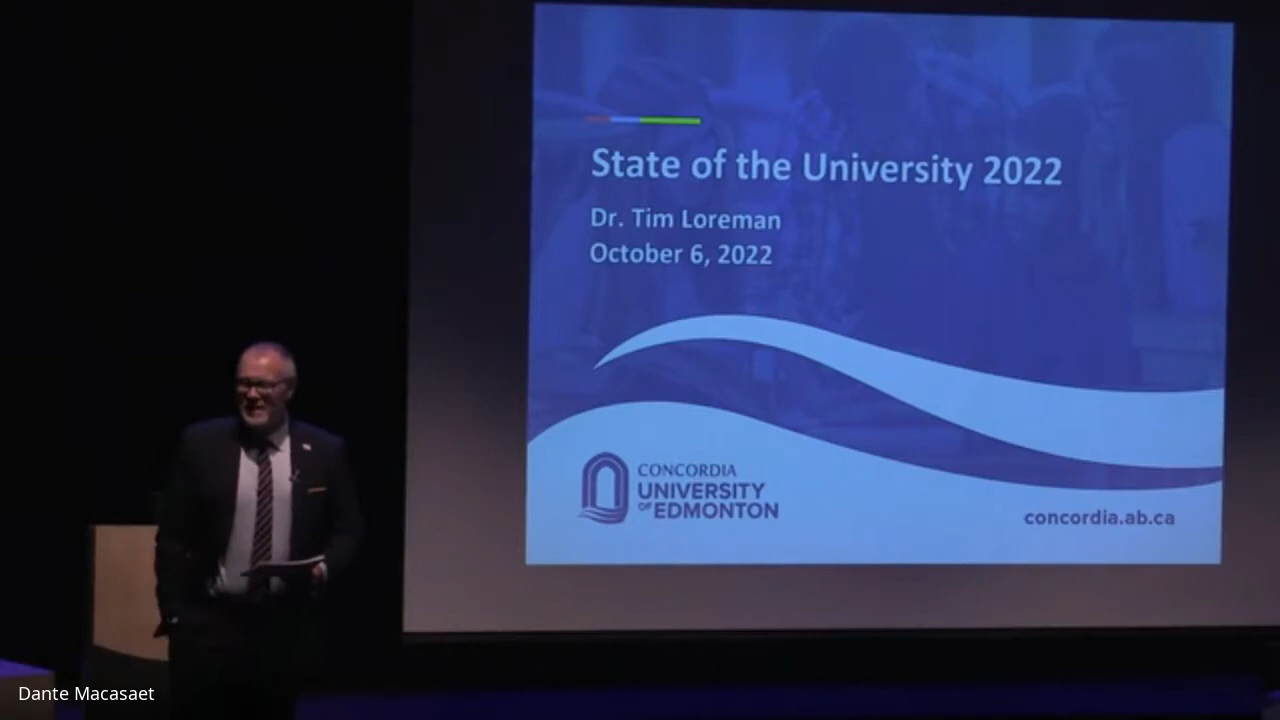 State of the University 2022
Dr. Tim Loreman
October 6, 2022
CONCORDIA
UNIVERSITY
OF EDMONTON
concordia.ab.ca
Dante Macasaet